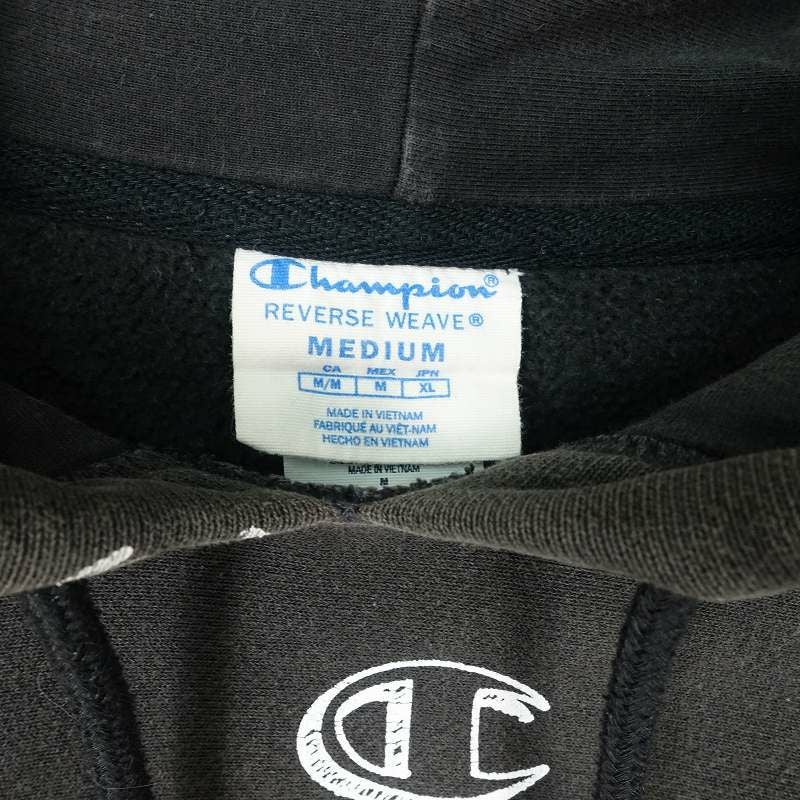 Champion®
REVERSE WEAVE®
MEDIUM
CA MEX JPN
M/M M XL
MADE IN VIETNAM
FABRIQUÉ AU VIÊT-NAM
HECHO EN VIETNAM
MADE IN VIETNAM
M
C